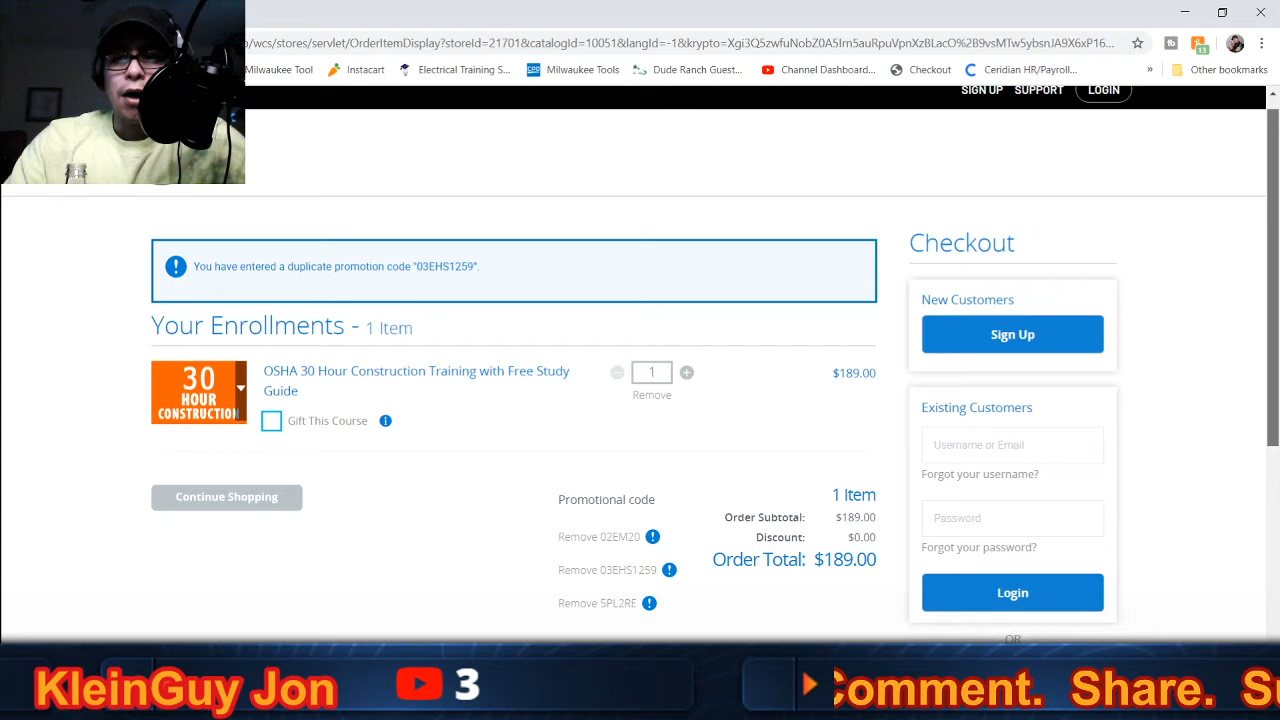 o/wcs/stores/servlet/OrderItemDisplay?storeId=21701&catalogId=10051&langId=-1&krypto=Xgi3Q5zwfuNobZ0A5Irn5auRpuVpnXzBLacO%2B9vsMTw5ybsnJA9X6xP16...
13
Milwaukee Tool Instacart Electrical Training S... CPO Milwaukee Tools Dude Ranch Guest... Channel Dashboard... Checkout Ceridian HR/Payroll... » Other bookmarks
SIGN UP SUPPORT LOGIN
You have entered a duplicate promotion code "03EHS1259".
Your Enrollments - 1 Item
30
HOUR
CONSTRUCTION
OSHA 30 Hour Construction Training with Free Study
Guide
1
Remove
$189.00
Gift This Course
Continue Shopping
Promotional code
Remove 02EM20
Remove 03EHS1259
Remove 5PL2RE
1 Item
Order Subtotal: $189.00
Discount: $0.00
Order Total: $189.00
Checkout
New Customers
Sign Up
Existing Customers
Username or Email
Forgot your username?
Password
Forgot your password?
Login
OR
KleinGuy Jon 3 Comment. Share. Su